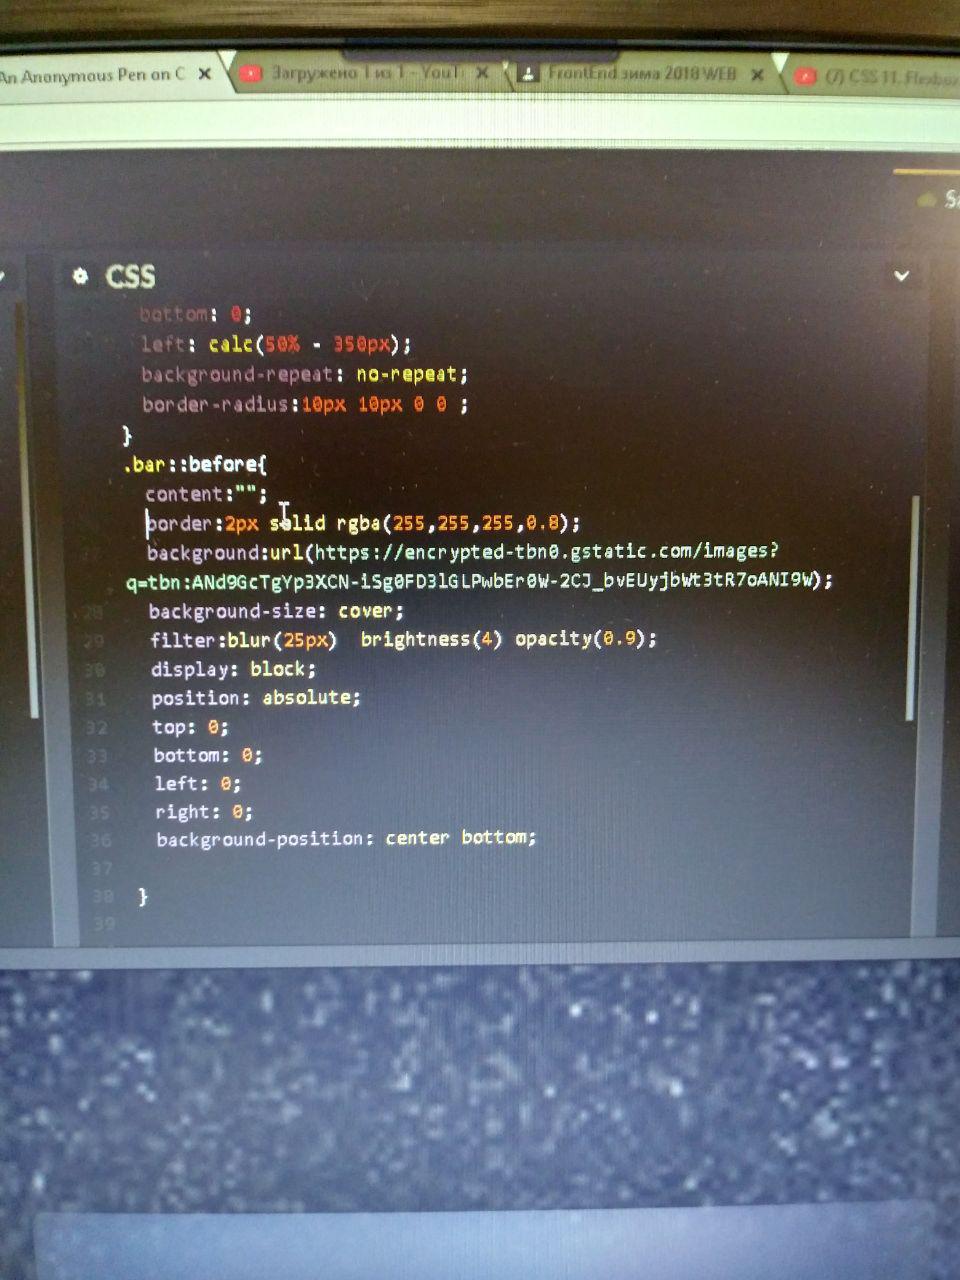 An Anonymous Pen on C
Загружено 1 из 1 - YouT
FrontEnd зима 2018 WEB
(7) CSS 11. Flexbox
CSS
bottom: 0;
left: calc(50% - 350px);
background-repeat: no-repeat;
border-radius:10px 10px 0 0 ;
}
.bar::before{
content:"";
border:2px solid rgba(255,255,255,0.8);
background:url(https://encrypted-tbn0.gstatic.com/images?
q=tbn:ANd9GcTgYp3XCN-iSg0FD3lGLPwbEr0W-2CJ_bvEUyjbWt3tR7oANI9W);
28 background-size: cover;
29 filter:blur(25px)  brightness(4) opacity(0.9);
30 display: block;
31 position: absolute;
32 top: 0;
33 bottom: 0;
34 left: 0;
35 right: 0;
36 background-position: center bottom;
37
38 }
39